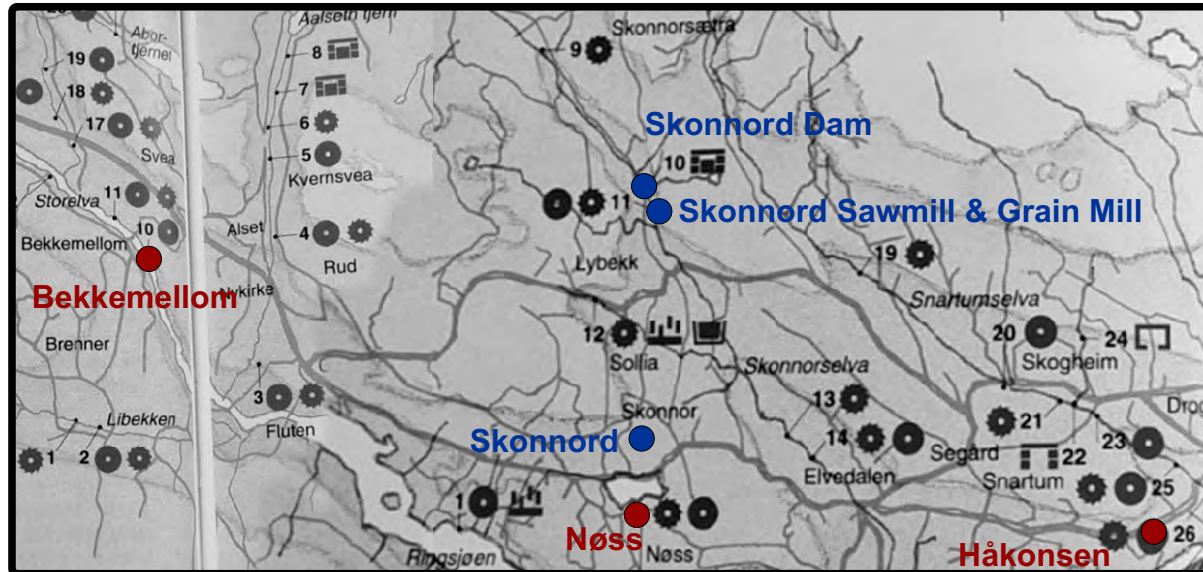 Aalseth tjern
Skonnorsætra
Abor-
tjernet
8
9
19
7
18
6
17
Skonnord Dam
10
Svea
5
Kvernsvea
11
11
Storelva
Skonnord Sawmill & Grain Mill
10
Alset
4
Bekkemellom
Rud
Lybekk
19
Bekkemellom
Nykirke
Snartumselva
Brenner
12
Sollia
20
Skogheim
24
Skonnorselva
3
13
Libekken
Skonnor
21
Fluten
Skonnord
14
Segård
23
1
2
22
Elvedalen
Snartum
25
1
Nøss
Nøss
Ringsjøen
Håkonsen
26